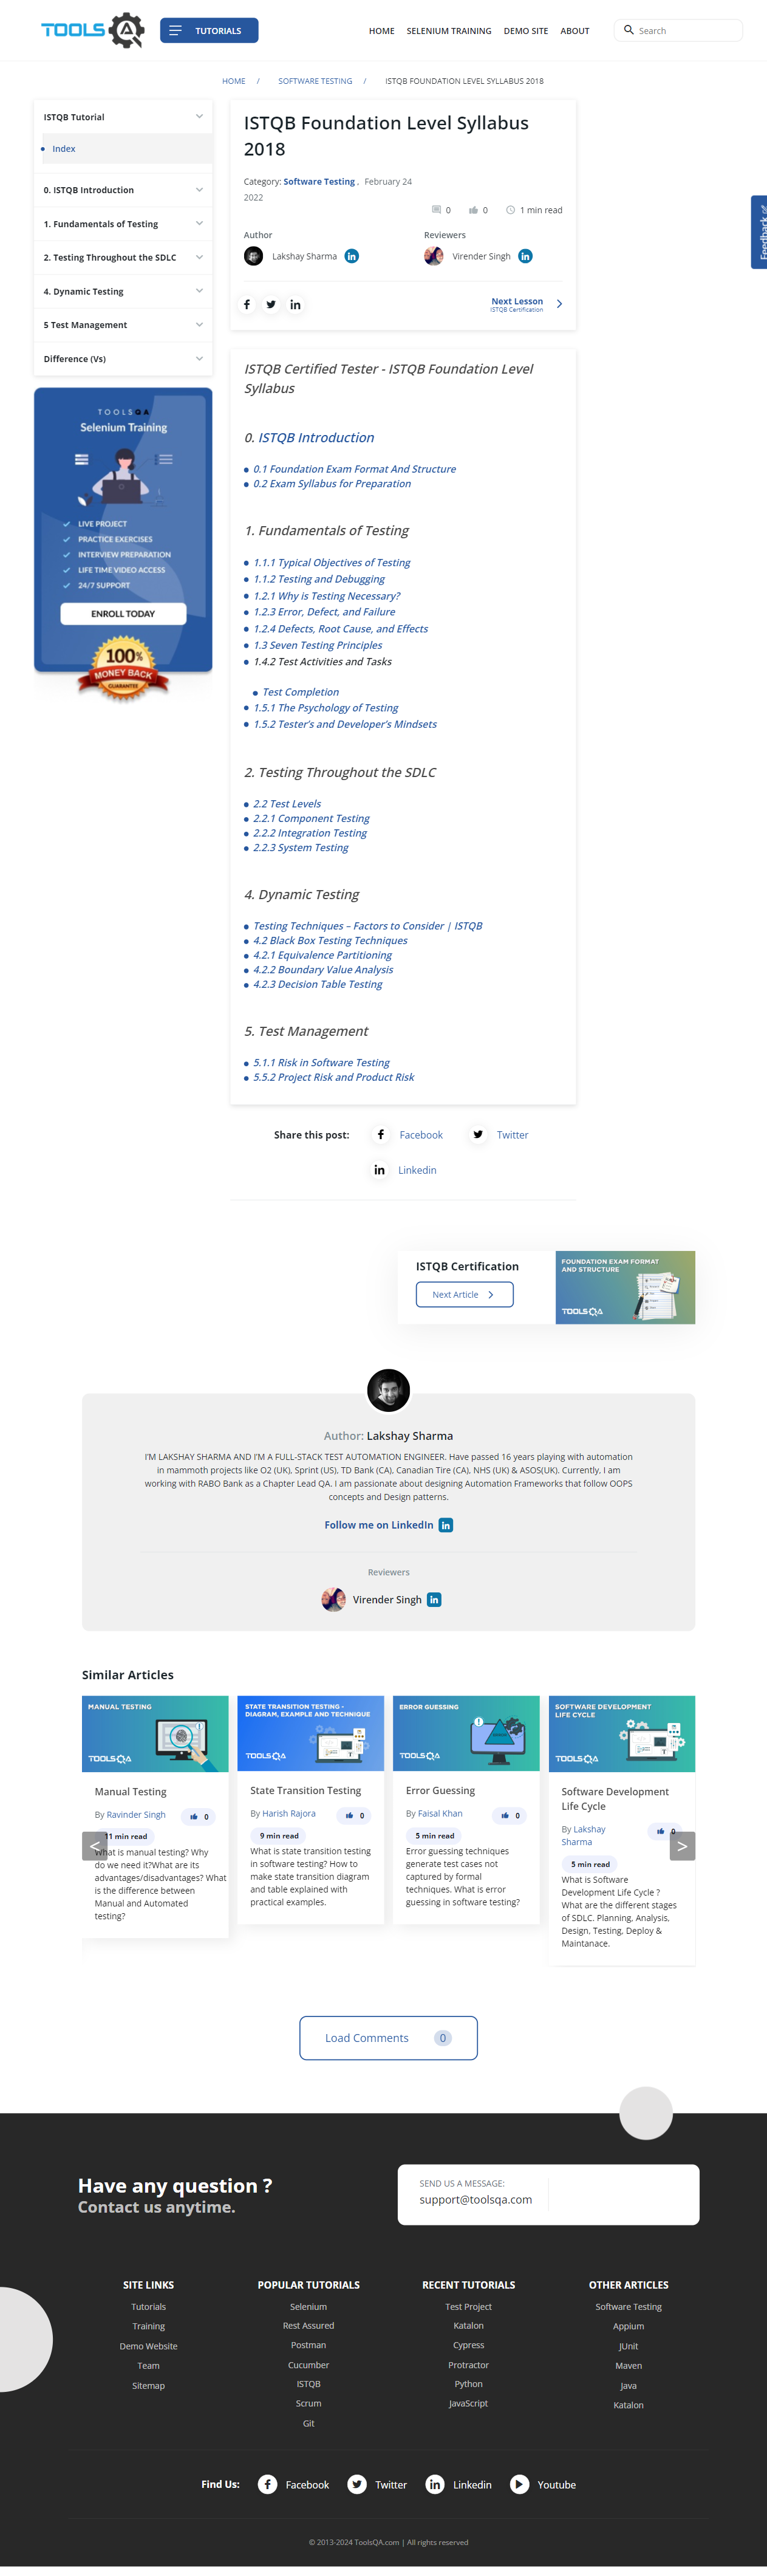 TOOLS QA
TUTORIALS
HOME SELENIUM TRAINING DEMO SITE ABOUT
Search
HOME / SOFTWARE TESTING / ISTQB FOUNDATION LEVEL SYLLABUS 2018
ISTQB Tutorial
Index
0. ISTQB Introduction
1. Fundamentals of Testing
2. Testing Throughout the SDLC
4. Dynamic Testing
5 Test Management
Difference (Vs)
TOOLSQA
Selenium Training
LIVE PROJECT
PRACTICE EXERCISES
INTERVIEW PREPARATION
LIFE TIME VIDEO ACCESS
24/7 SUPPORT
ENROLL TODAY
100%
MONEY BACK
GUARANTEE
ISTQB Foundation Level Syllabus
2018
Category: Software Testing . February 24
2022
0 0 1 min read
Author Reviewers
Lakshay Sharma Virender Singh
Next Lesson
ISTQB Certification
Feedback
ISTQB Certified Tester - ISTQB Foundation Level
Syllabus
0. ISTQB Introduction
0.1 Foundation Exam Format And Structure
0.2 Exam Syllabus for Preparation
1. Fundamentals of Testing
1.1.1 Typical Objectives of Testing
1.1.2 Testing and Debugging
1.2.1 Why is Testing Necessary?
1.2.3 Error, Defect, and Failure
1.2.4 Defects, Root Cause, and Effects
1.3 Seven Testing Principles
1.4.2 Test Activities and Tasks
Test Completion
1.5.1 The Psychology of Testing
1.5.2 Tester’s and Developer’s Mindsets
2. Testing Throughout the SDLC
2.2 Test Levels
2.2.1 Component Testing
2.2.2 Integration Testing
2.2.3 System Testing
4. Dynamic Testing
Testing Techniques – Factors to Consider | ISTQB
4.2 Black Box Testing Techniques
4.2.1 Equivalence Partitioning
4.2.2 Boundary Value Analysis
4.2.3 Decision Table Testing
5. Test Management
5.1.1 Risk in Software Testing
5.5.2 Project Risk and Product Risk
Share this post: Facebook Twitter
Linkedin
ISTQB Certification
Next Article
FOUNDATION EXAM FORMAT
AND STRUCTURE
TOOLSQA
Author: Lakshay Sharma
I’M LAKSHAY SHARMA AND I’M A FULL-STACK TEST AUTOMATION ENGINEER. Have passed 16 years playing with automation
in mammoth projects like O2 (UK), Sprint (US), TD Bank (CA), Canadian Tire (CA), NHS (UK) & ASOS(UK). Currently, I am
working with RABO Bank as a Chapter Lead QA. I am passionate about designing Automation Frameworks that follow OOPS
concepts and Design patterns.
Follow me on LinkedIn
Reviewers
Virender Singh
Similar Articles
MANUAL TESTING
TOOLSQA
Manual Testing
By Ravinder Singh 0
11 min read
What is manual testing? Why
do we need it?What are its
advantages/disadvantages? What
is the difference between
Manual and Automated
testing?
<
STATE TRANSITION TESTING -
DIAGRAM, EXAMPLE AND TECHNIQUE
TOOLSQA
State Transition Testing
By Harish Rajora 0
9 min read
What is state transition testing
in software testing? How to
make state transition diagram
and table explained with
practical examples.
ERROR GUESSING
TOOLSQA
Error Guessing
By Faisal Khan 0
5 min read
Error guessing techniques
generate test cases not
captured by formal
techniques. What is error
guessing in software testing?
SOFTWARE DEVELOPMENT
LIFE CYCLE
TOOLSQA
Software Development
Life Cycle
By Lakshay
Sharma 0
5 min read
What is Software
Development Life Cycle ?
What are the different stages
of SDLC. Planning, Analysis,
Design, Testing, Deploy &
Maintanace.
>
Load Comments 0
Have any question ?
Contact us anytime.
SEND US A MESSAGE:
support@toolsqa.com
SITE LINKS
Tutorials
Training
Demo Website
Team
Sitemap
POPULAR TUTORIALS
Selenium
Rest Assured
Postman
Cucumber
ISTQB
Scrum
Git
RECENT TUTORIALS
Test Project
Katalon
Cypress
Protractor
Python
JavaScript
OTHER ARTICLES
Software Testing
Appium
JUnit
Maven
Java
Katalon
Find Us: Facebook Twitter Linkedin Youtube
© 2013-2024 ToolsQA.com | All rights reserved